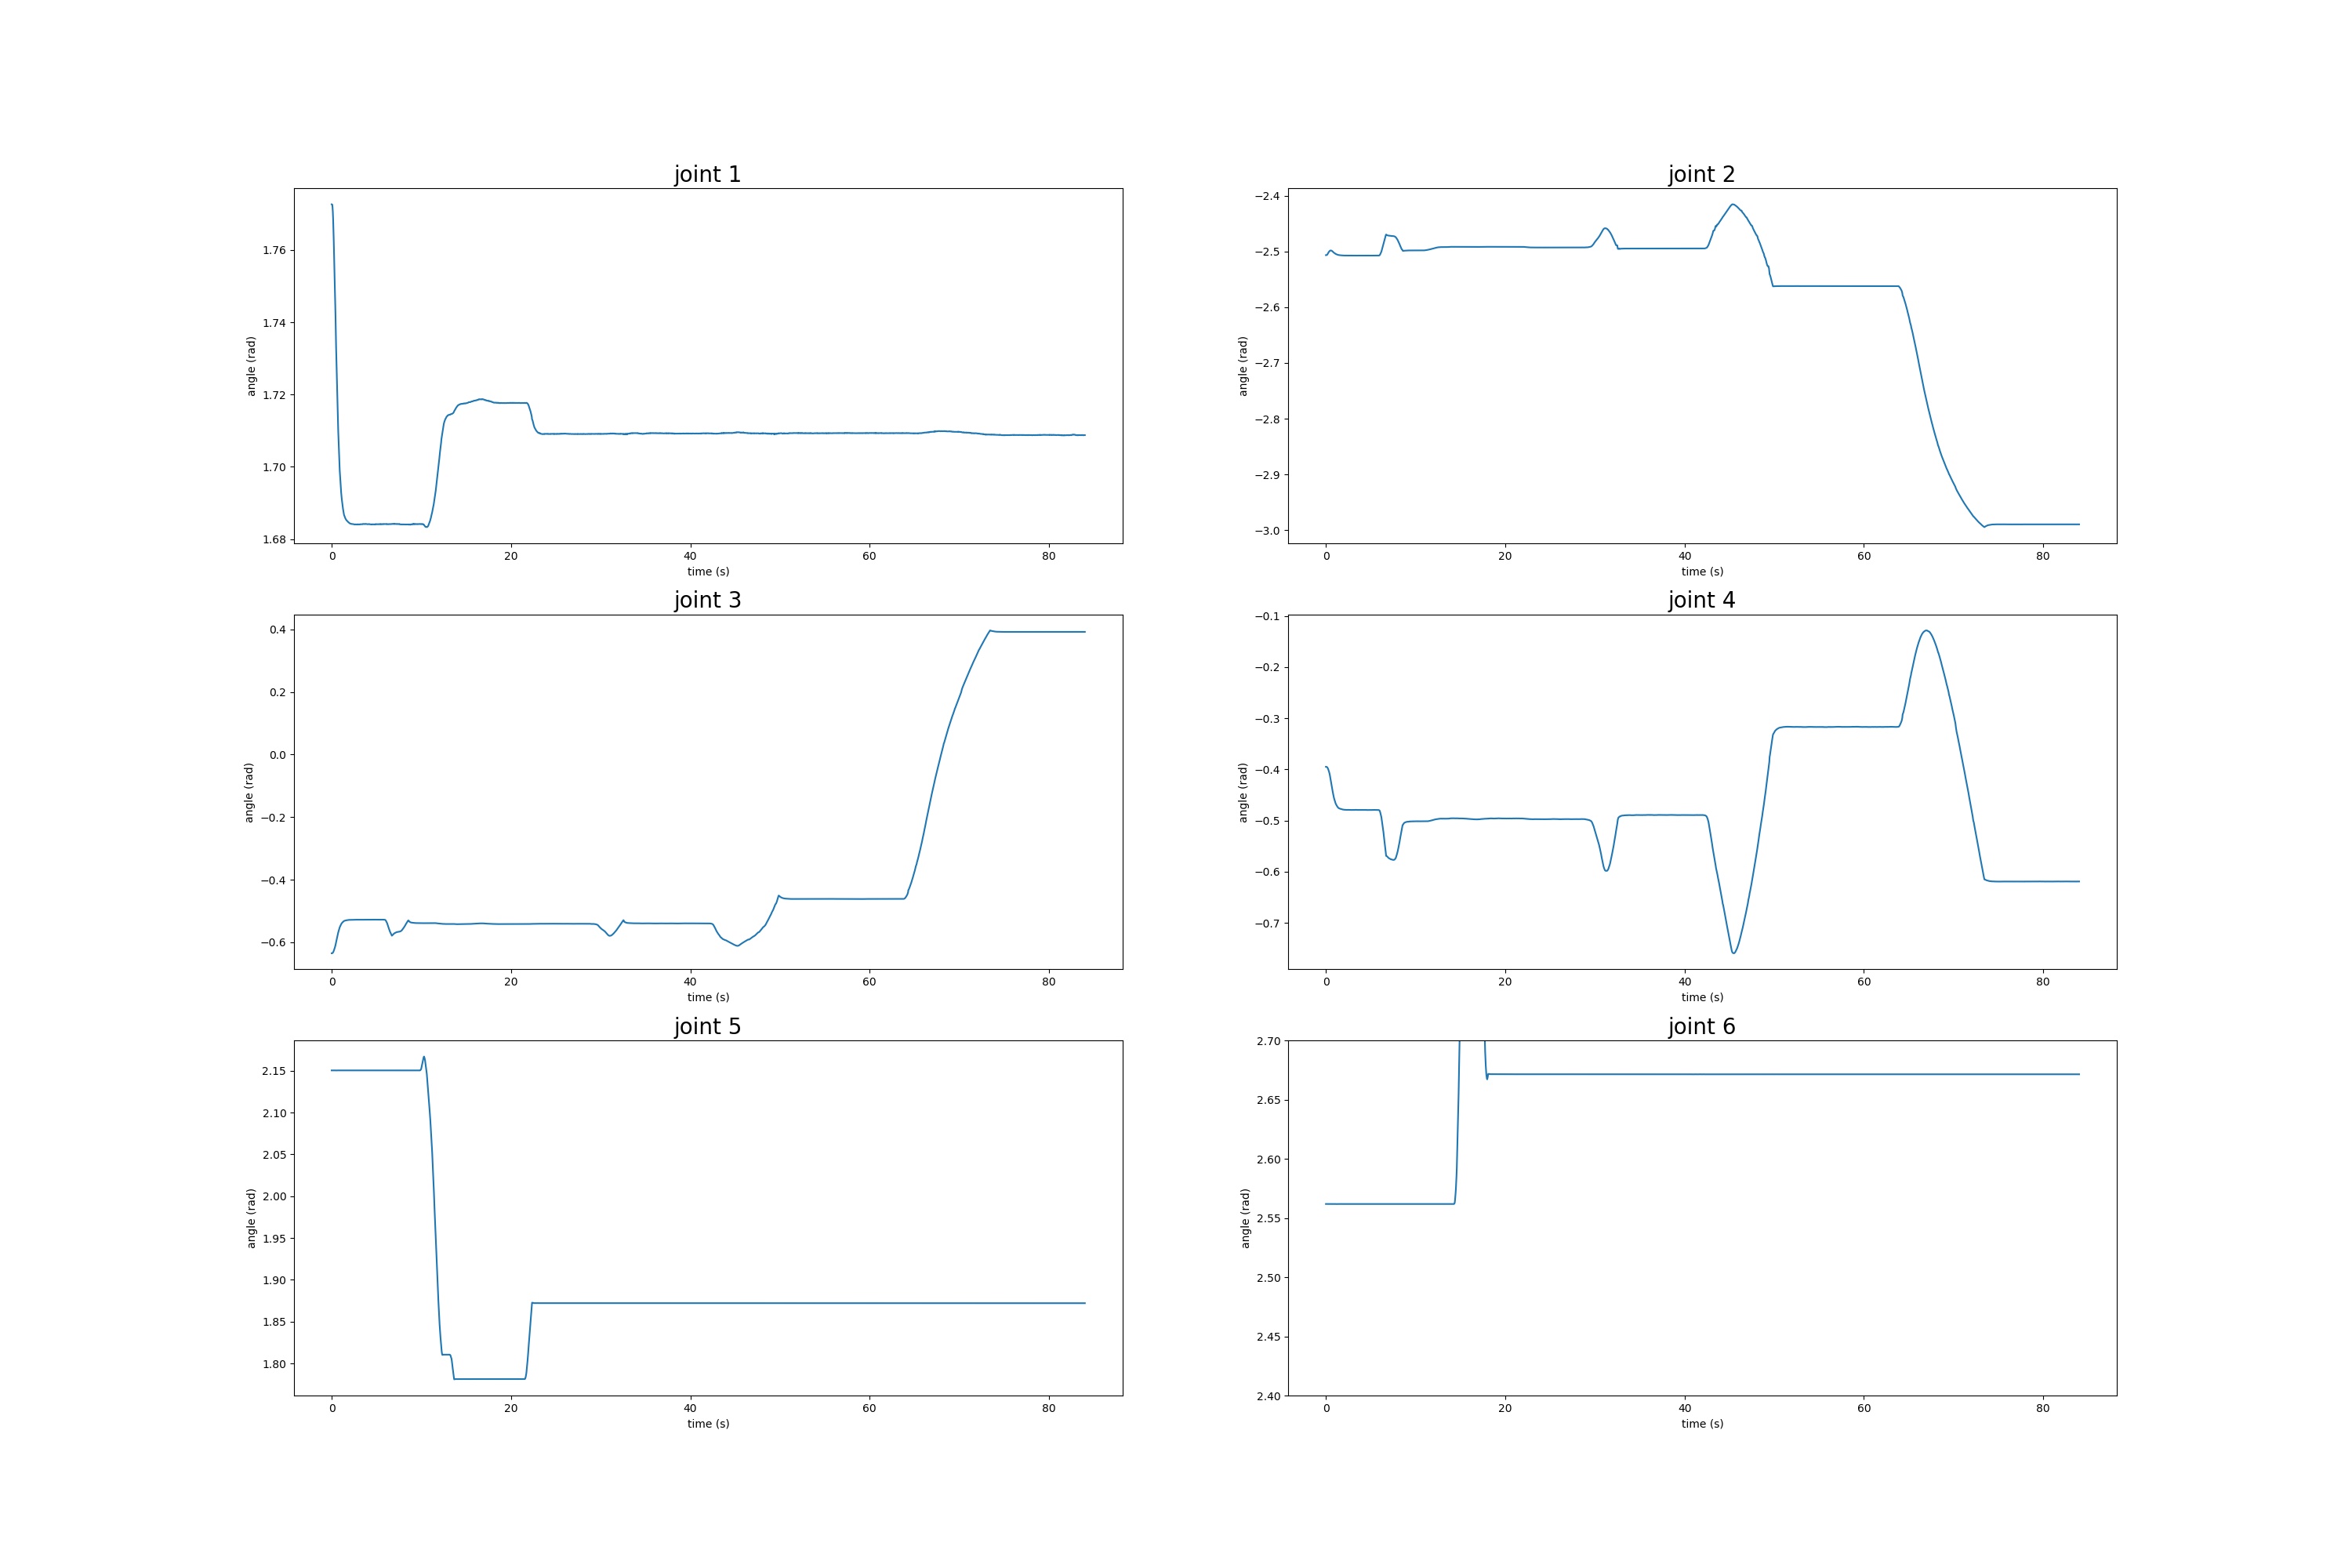 joint 1
angle (rad)
1.76
1.74
1.72
1.70
1.68
0 20 40 60 80
time (s)
joint 2
angle (rad)
−2.4
−2.5
−2.6
−2.7
−2.8
−2.9
−3.0
0 20 40 60 80
time (s)
joint 3
angle (rad)
0.4
0.2
0.0
−0.2
−0.4
−0.6
0 20 40 60 80
time (s)
joint 4
angle (rad)
−0.1
−0.2
−0.3
−0.4
−0.5
−0.6
−0.7
0 20 40 60 80
time (s)
joint 5
angle (rad)
2.15
2.10
2.05
2.00
1.95
1.90
1.85
1.80
0 20 40 60 80
time (s)
joint 6
angle (rad)
2.70
2.65
2.60
2.55
2.50
2.45
2.40
0 20 40 60 80
time (s)